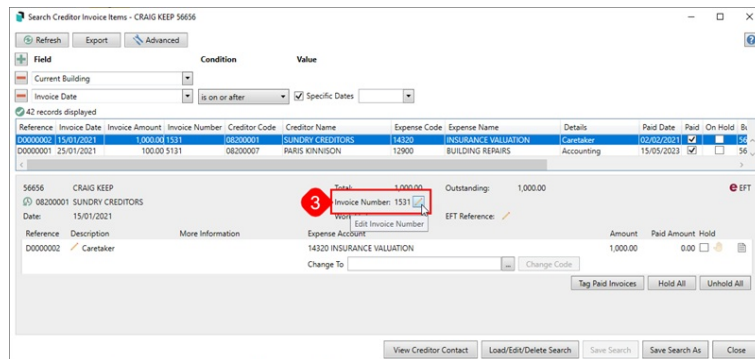 Search Creditor Invoice Items - CRAIG KEEP 56656
Refresh Export Advanced
Field Condition Value
Current Building
Invoice Date is on or after Specific Dates
42 records displayed
Reference Invoice Date Invoice Amount Invoice Number Creditor Code Creditor Name Expense Code Expense Name Details Paid Date Paid On Hold
D0000002 15/01/2021 1,000.00 1531 08200001 SUNDRY CREDITORS 14320 INSURANCE VALUATION Caretaker 02/02/2021 56
D0000001 25/01/2021 100.00 5131 08200007 PARIS KINNISON 12900 BUILDING REPAIRS Accounting 15/05/2023 56
56656 CRAIG KEEP Total: 1,000.00 Outstanding: 1,000.00 e EFT
08200001 SUNDRY CREDITORS 3 Invoice Number: 1531
Date: 15/01/2021 EFT Reference:
Edit Invoice Number
Reference Description More Information Expense Account Amount Paid Amount Hold
D0000002 Caretaker 14320 INSURANCE VALUATION 1,000.00 0.00
Change To ... Change Code
Tag Paid Invoices Hold All Unhold All
View Creditor Contact Load/Edit/Delete Search Save Search Save Search As Close